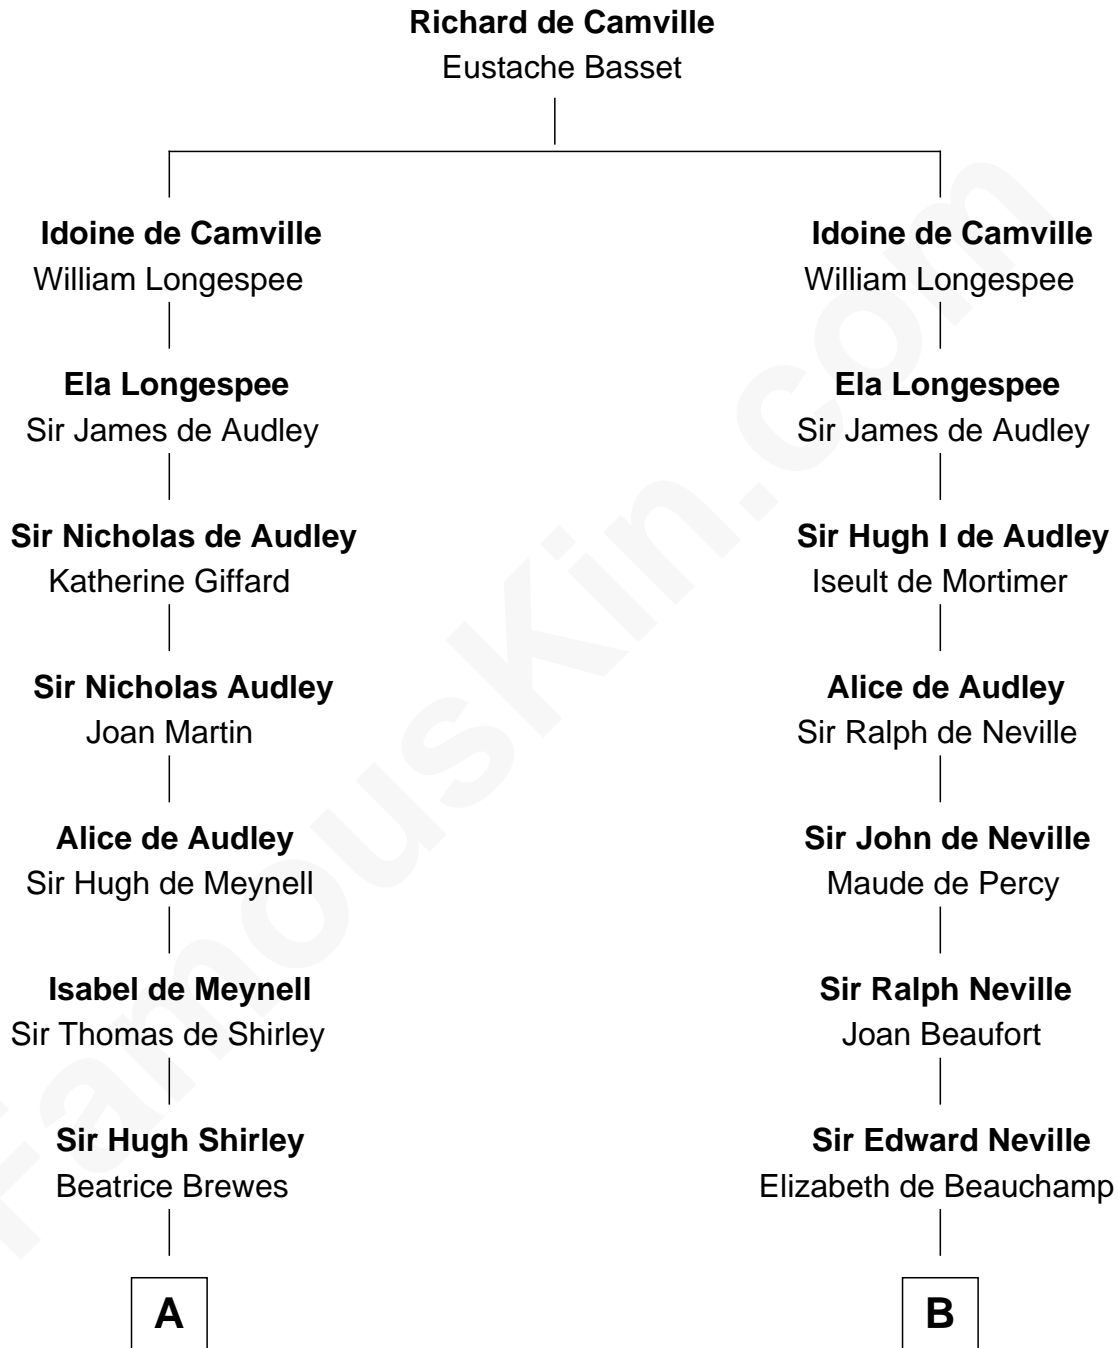 Richard de Camville
Eustache Basset
Idoine de Camville
William Longespee
Idoine de Camville
William Longespee
Ela Longespee
Sir James de Audley
Ela Longespee
Sir James de Audley
Sir Nicholas de Audley
Katherine Giffard
Sir Hugh I de Audley
Iseult de Mortimer
Sir Nicholas Audley
Joan Martin
Alice de Audley
Sir Ralph de Neville
Alice de Audley
Sir Hugh de Meynell
Sir John de Neville
Maude de Percy
Isabel de Meynell
Sir Thomas de Shirley
Sir Ralph Neville
Joan Beaufort
Sir Hugh Shirley
Beatrice Brewes
Sir Edward Neville
Elizabeth de Beauchamp
A
B
FamousKin.com